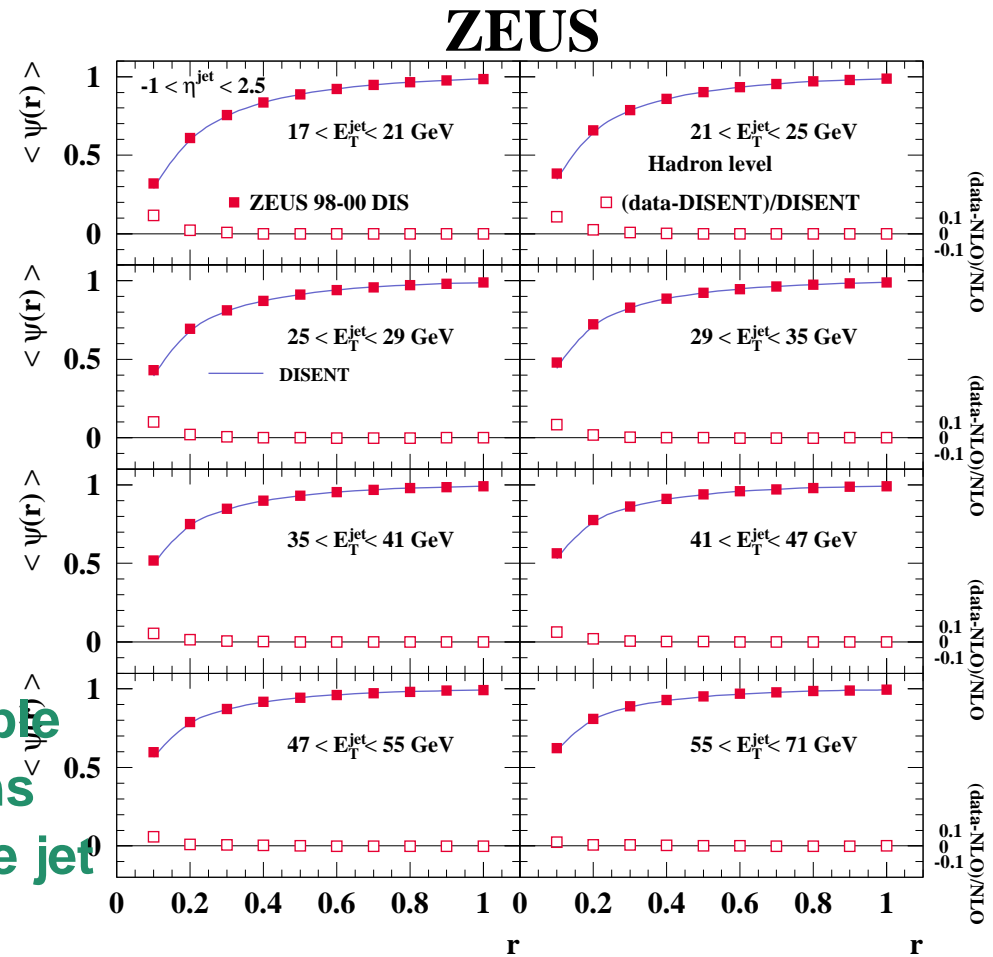 ZEUS
< ψ(r) >
1
0.5
0
-1 < η^jet < 2.5
17 < E_T^jet < 21 GeV
■ ZEUS 98-00 DIS
21 < E_T^jet < 25 GeV
Hadron level
□ (data-DISENT)/DISENT
0.1
0
-0.1
(data-NLO)/NLO
< ψ(r) >
1
0.5
0
25 < E_T^jet < 29 GeV
DISENT
29 < E_T^jet < 35 GeV
0.1
0
-0.1
(data-NLO)/NLO
< ψ(r) >
1
0.5
0
35 < E_T^jet < 41 GeV
41 < E_T^jet < 47 GeV
0.1
0
-0.1
(data-NLO)/NLO
< ψ(r) >
1
0.5
0
47 < E_T^jet < 55 GeV
55 < E_T^jet < 71 GeV
0.1
0
-0.1
(data-NLO)/NLO
jet
0 0.2 0.4 0.6 0.8 1 0 0.2 0.4 0.6 0.8 1
r r